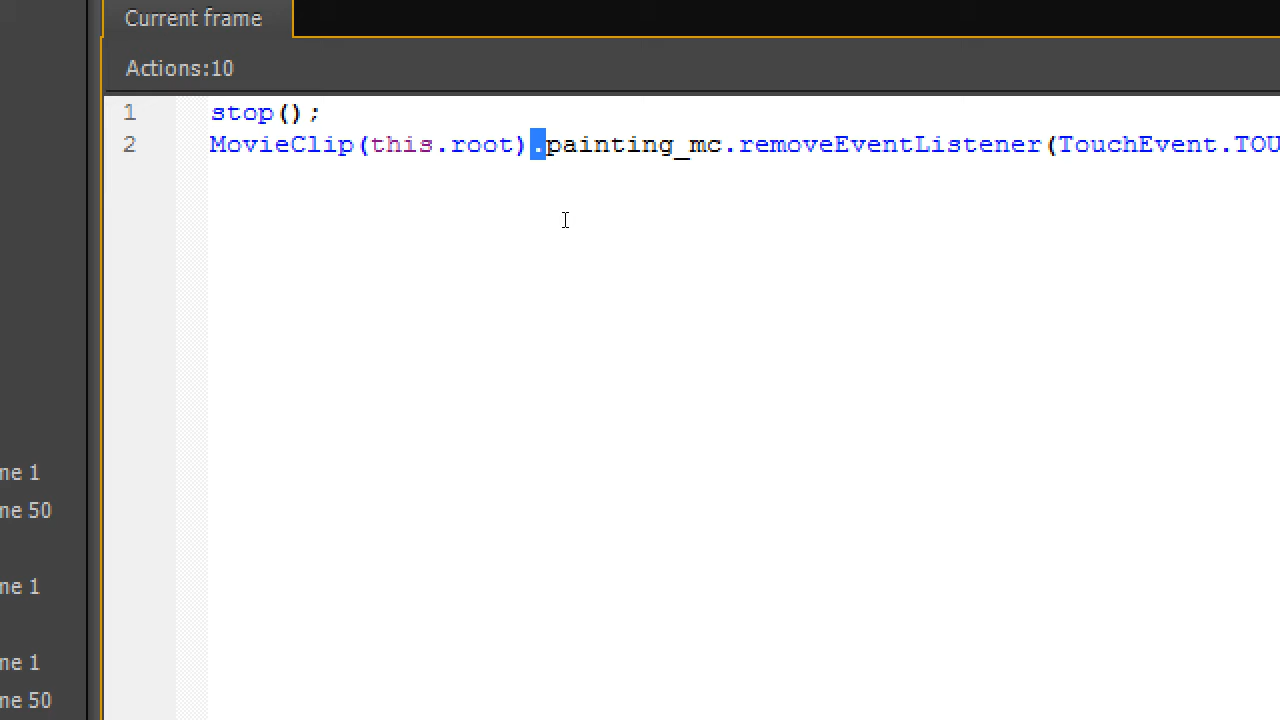 Current frame
Actions:10
1 stop();
2 MovieClip(this.root).painting_mc.removeEventListener(TouchEvent.TOU
ne 1
ne 50
ne 1
ne 1
ne 50